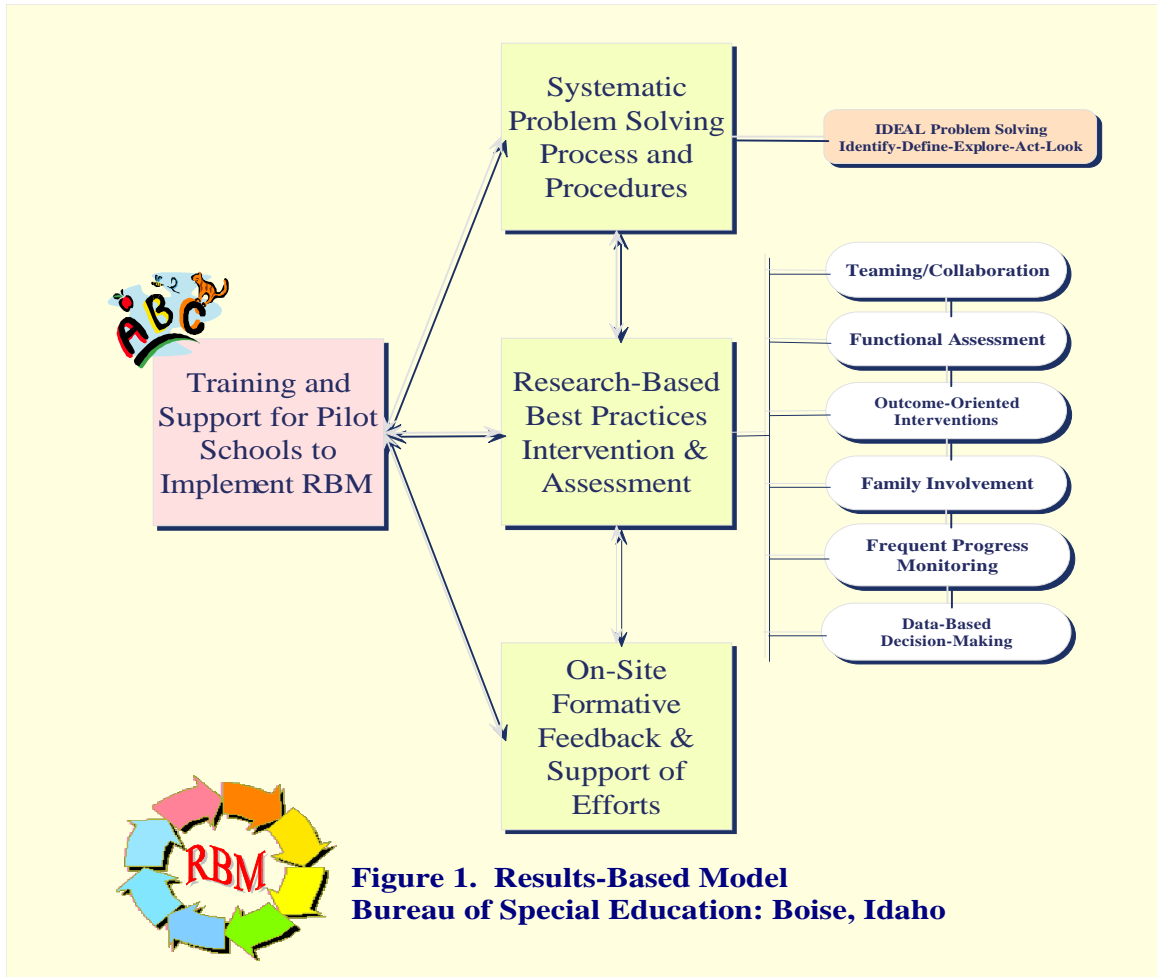 Systematic
Problem Solving
Process and
Procedures
IDEAL Problem Solving
Identify-Define-Explore-Act-Look
ABC
Training and
Support for Pilot
Schools to
Implement RBM
Research-Based
Best Practices
Intervention &
Assessment
Teaming/Collaboration
Functional Assessment
Outcome-Oriented
Interventions
Family Involvement
Frequent Progress
Monitoring
Data-Based
Decision-Making
On-Site
Formative
Feedback &
Support of
Efforts
RBM
Figure 1. Results-Based Model
Bureau of Special Education: Boise, Idaho